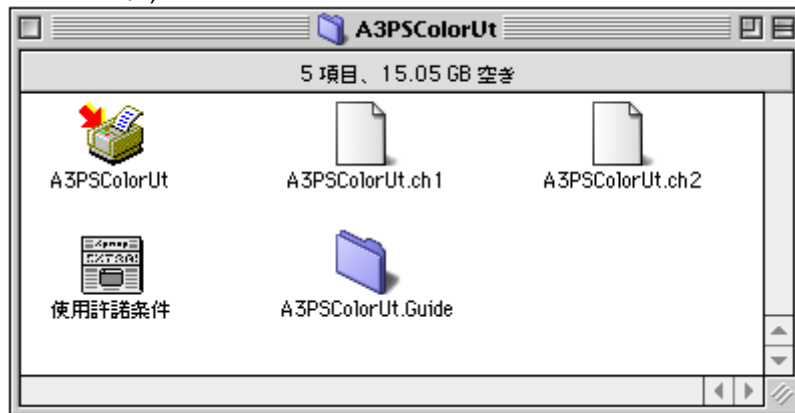 A3PSColorUt
5 項目、15.05 GB 空き
A3PSColorUt
A3PSColorUt.ch1
A3PSColorUt.ch2
EXTRA!
使用許諾条件
A3PSColorUt.Guide